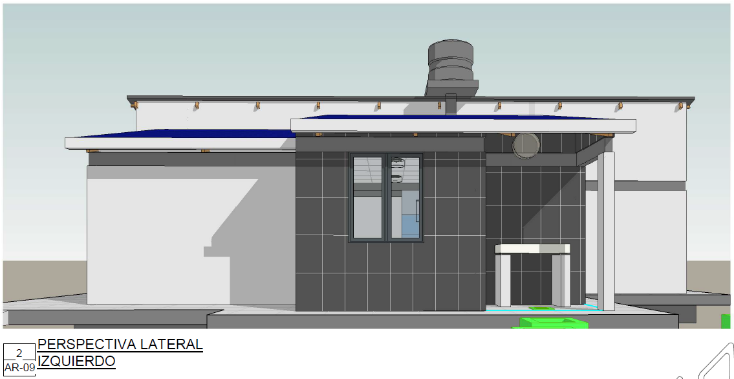 PERSPECTIVA LATERAL
IZQUIERDO
2
AR-09